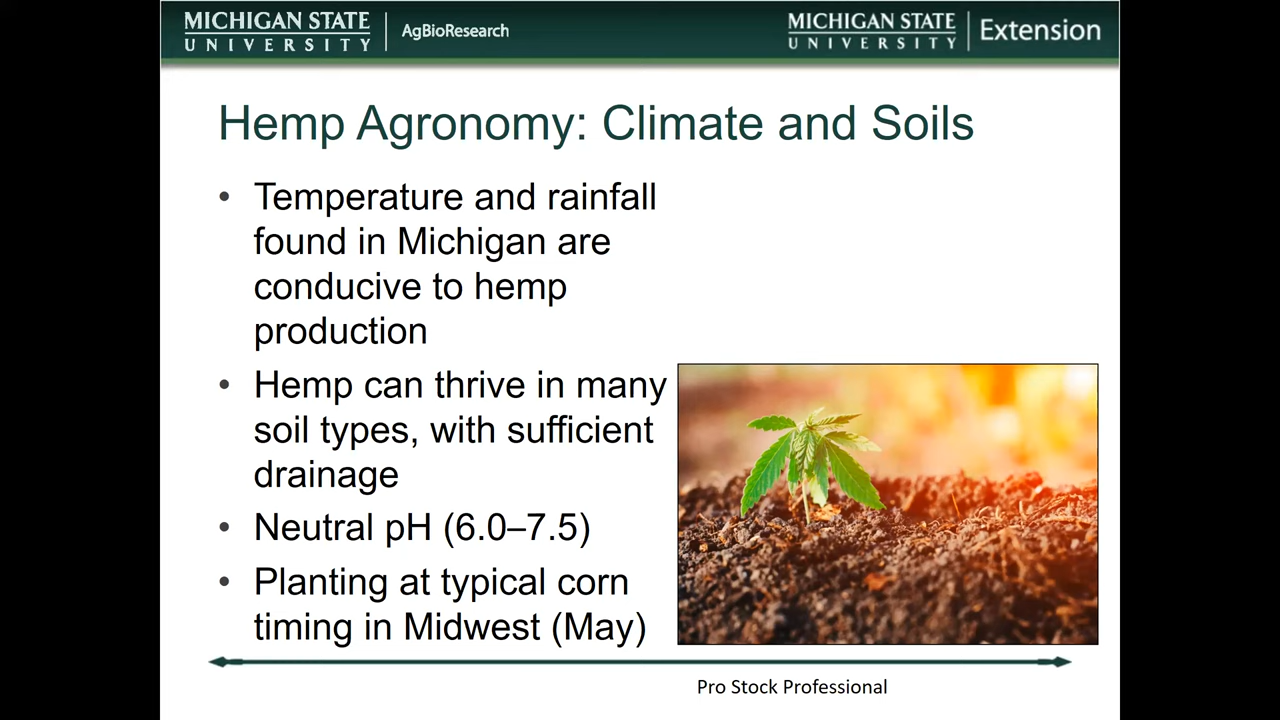 MICHIGAN STATE
UNIVERSITY
AgBioResearch
MICHIGAN STATE
UNIVERSITY
Extension
Hemp Agronomy: Climate and Soils
• Temperature and rainfall
found in Michigan are
conducive to hemp
production
• Hemp can thrive in many
soil types, with sufficient
drainage
• Neutral pH (6.0–7.5)
• Planting at typical corn
timing in Midwest (May)
Pro Stock Professional